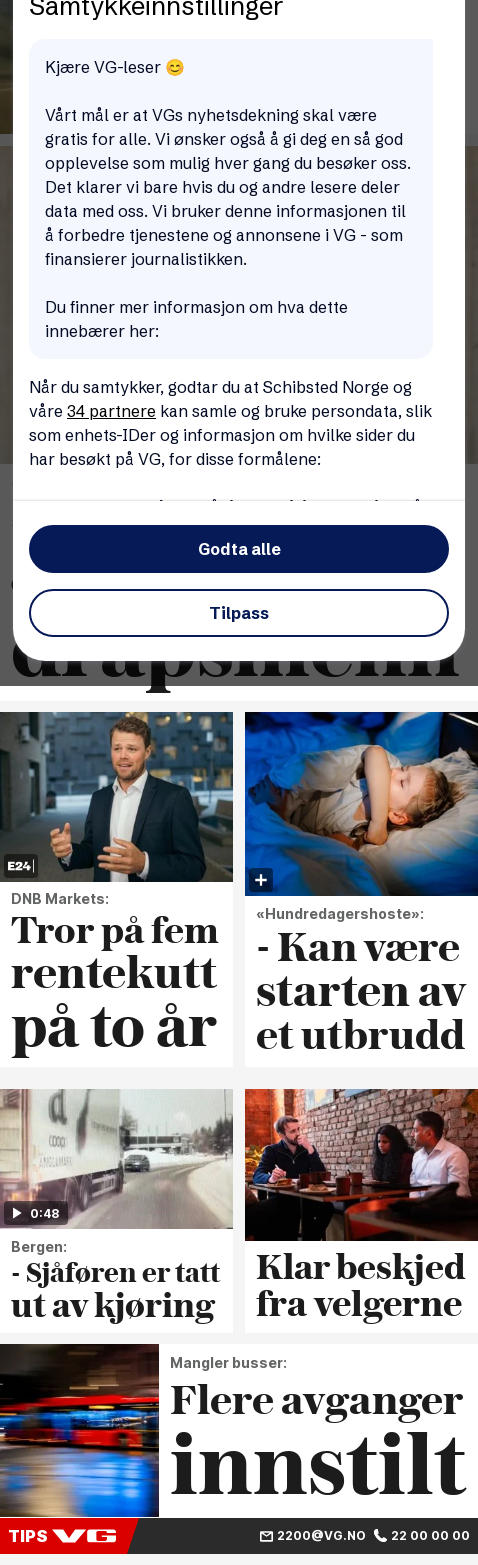 Samtykkeinnstillinger
Kjære VG-leser 😊
Vårt mål er at VGs nyhetsdekning skal være
gratis for alle. Vi ønsker også å gi deg en så god
opplevelse som mulig hver gang du besøker oss.
Det klarer vi bare hvis du og andre lesere deler
data med oss. Vi bruker denne informasjonen til
å forbedre tjenestene og annonsene i VG - som
finansierer journalistikken.
Du finner mer informasjon om hva dette
innebærer her:
Når du samtykker, godtar du at Schibsted Norge og
våre 34 partnere kan samle og bruke persondata, slik
som enhets-IDer og informasjon om hvilke sider du
har besøkt på VG, for disse formålene:
Godta alle
Tilpass
E24
DNB Markets:
Tror på fem
rentekutt
på to år
«Hundredagershoste»:
- Kan være
starten av
et utbrudd
coop
0:48
Bergen:
- Sjåføren er tatt
ut av kjøring
Klar beskjed
fra velgerne
Mangler busser:
Flere avganger
innstilt
TIPS VG 2200@VG.NO 22 00 00 00